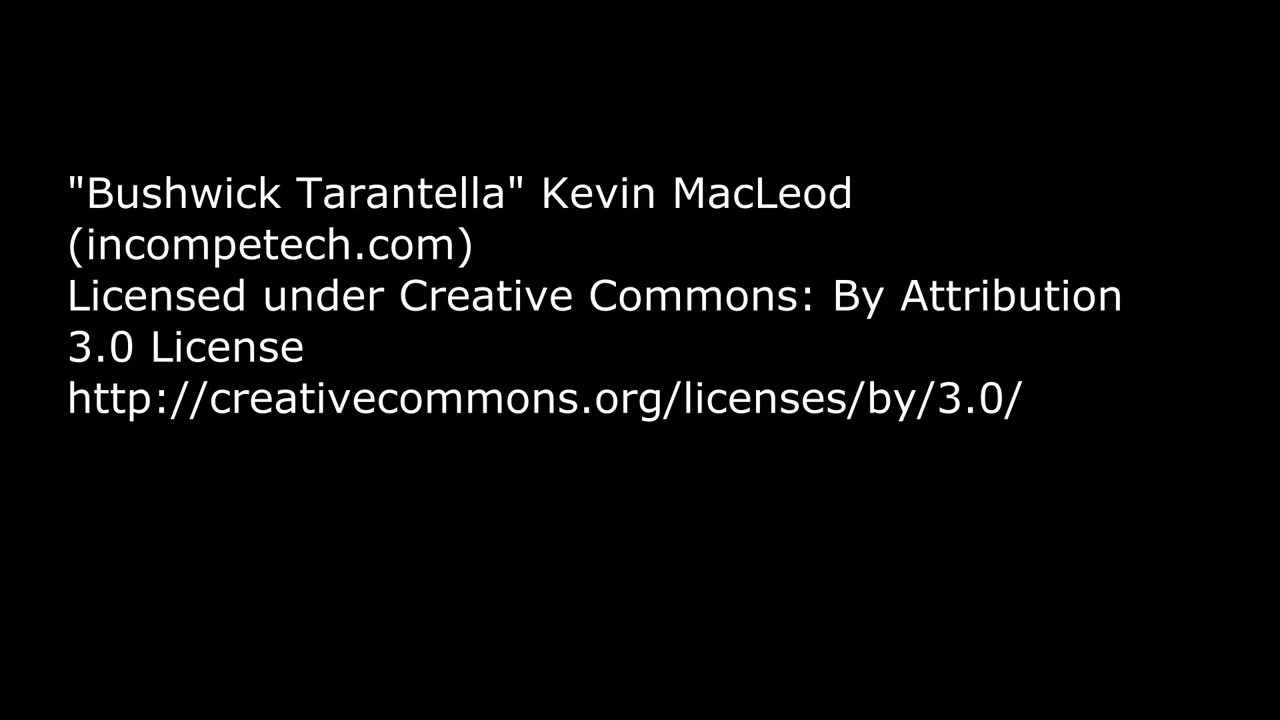 "Bushwick Tarantella" Kevin MacLeod
(incompetech.com)
Licensed under Creative Commons: By Attribution
3.0 License
http://creativecommons.org/licenses/by/3.0/